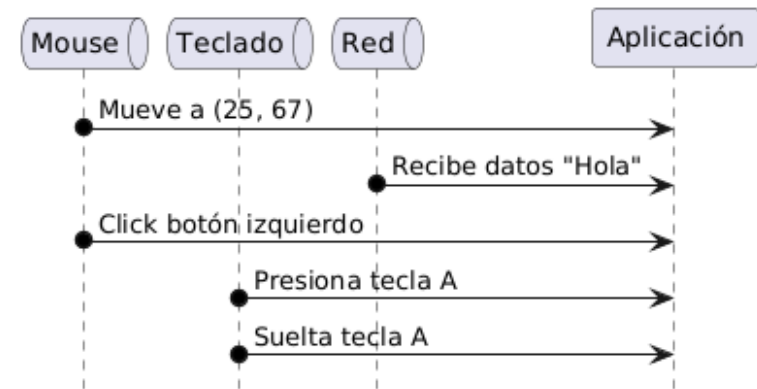 Mouse
Teclado
Red
Aplicación
Mueve a (25, 67)
Recibe datos "Hola"
Click botón izquierdo
Presiona tecla A
Suelta tecla A